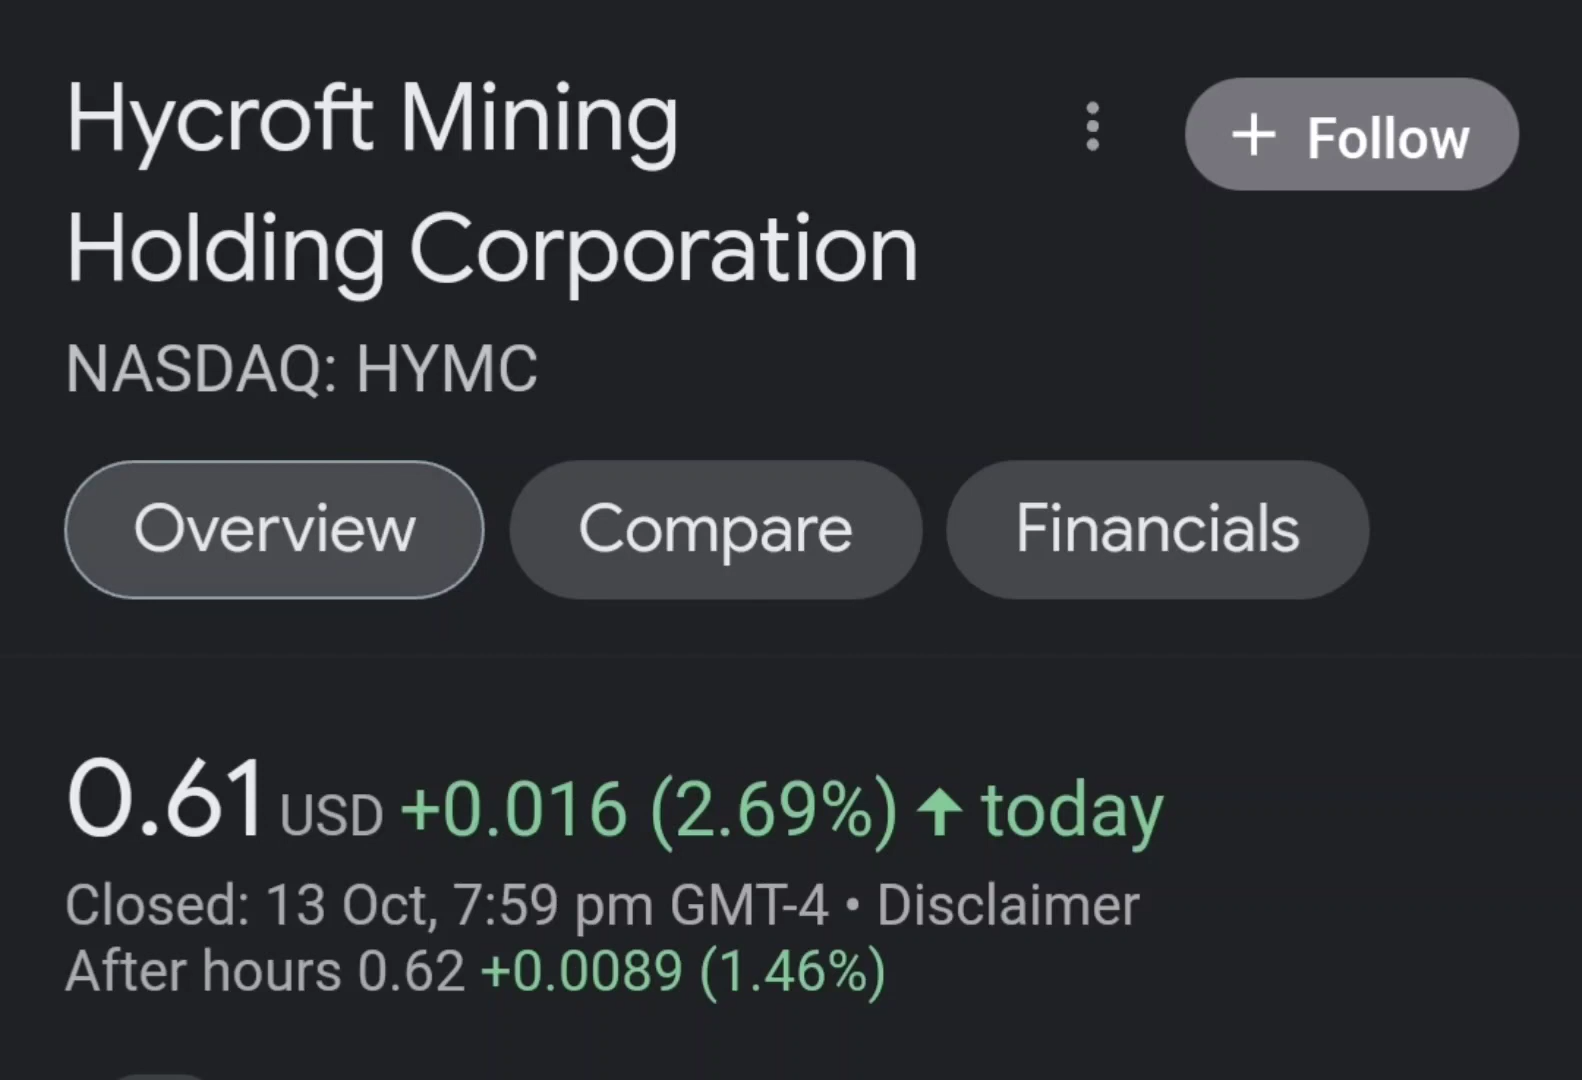 Hycroft Mining
Holding Corporation
+ Follow
NASDAQ: HYMC
Overview
Compare
Financials
0.61 USD +0.016 (2.69%) ↑ today
Closed: 13 Oct, 7:59 pm GMT-4 • Disclaimer
After hours 0.62 +0.0089 (1.46%)